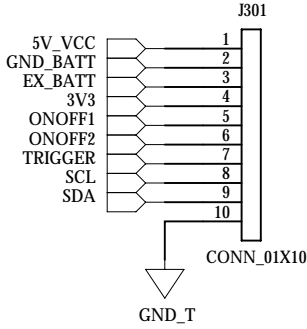 J301
5V_VCC 1
GND_BATT 2
EX_BATT 3
3V3 4
ONOFF1 5
ONOFF2 6
TRIGGER 7
SCL 8
SDA 9
10
CONN_01X10
GND_T